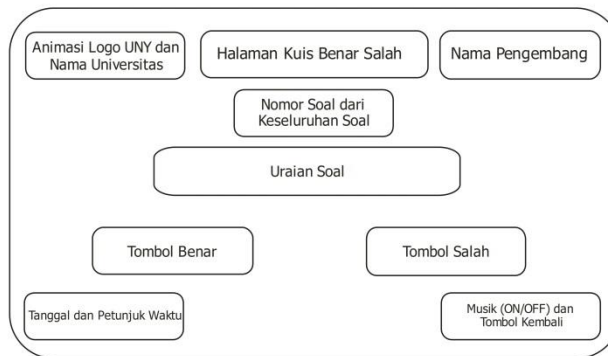 Animasi Logo UNY dan
Nama Universitas
Halaman Kuis Benar Salah
Nama Pengembang
Nomor Soal dari
Keseluruhan Soal
Uraian Soal
Tombol Benar
Tombol Salah
Tanggal dan Petunjuk Waktu
Musik (ON/OFF) dan
Tombol Kembali